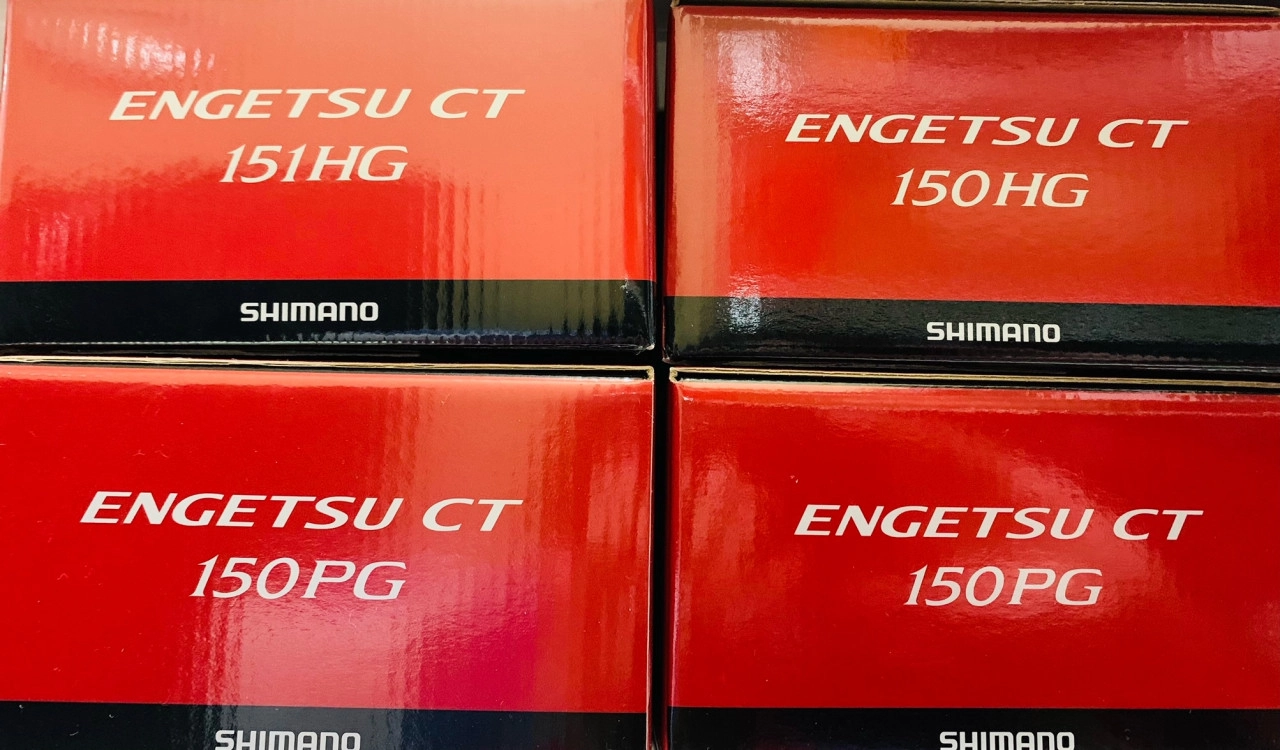 ENGETSU CT
151HG
SHIMANO
ENGETSU CT
150HG
SHIMANO
ENGETSU CT
150PG
SHIMANO
ENGETSU CT
150PG
SHIMANO